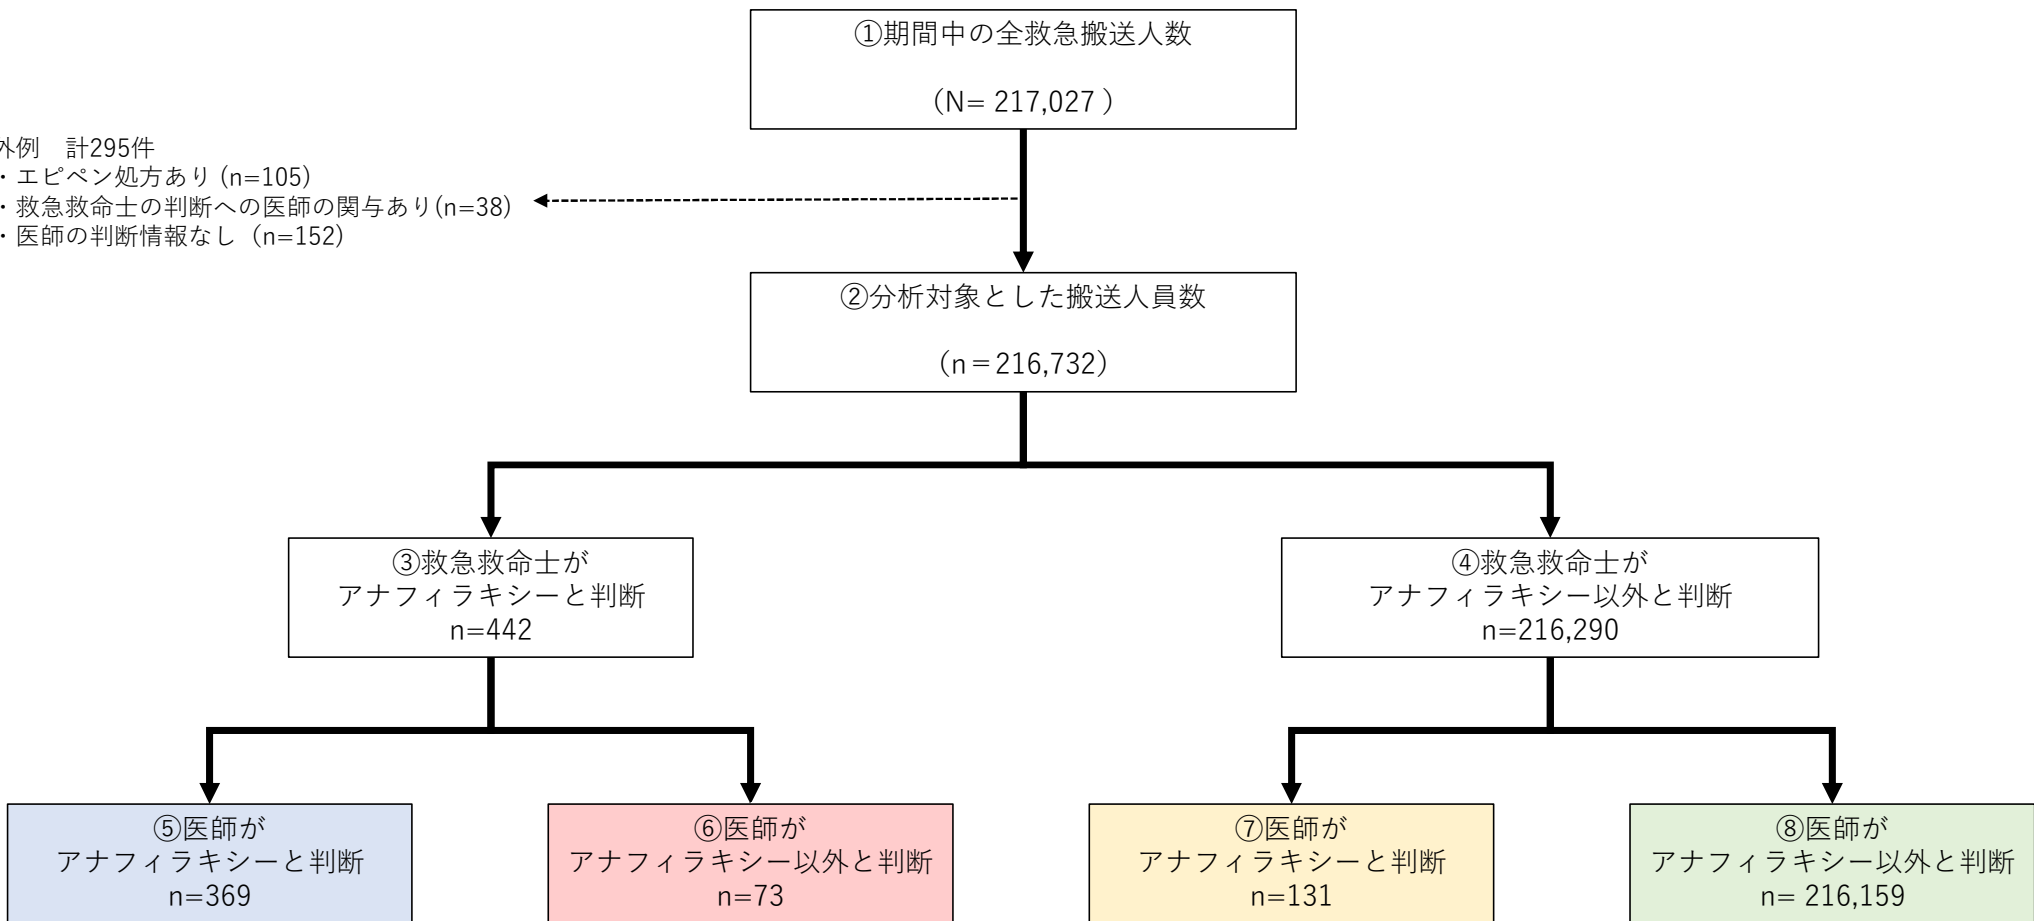 ①期間中の全救急搬送人数
(N= 217,027 )
外例　計295件
・エピペン処方あり (n=105)
・救急救命士の判断への医師の関与あり(n=38)
・医師の判断情報なし（n=152)
②分析対象とした搬送人員数
（n＝216,732）
③救急救命士が
アナフィラキシーと判断
n=442
④救急救命士が
アナフィラキシー以外と判断
n=216,290
⑤医師が
アナフィラキシーと判断
n=369
⑥医師が
アナフィラキシー以外と判断
n=73
⑦医師が
アナフィラキシーと判断
n=131
⑧医師が
アナフィラキシー以外と判断
n= 216,159